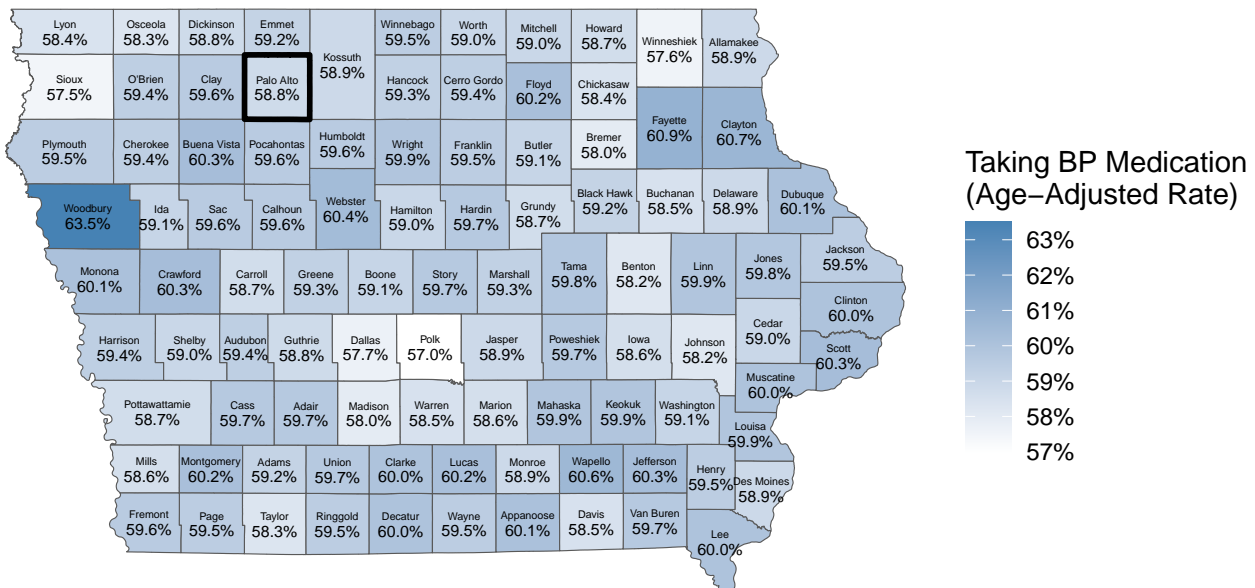 Lyon
58.4%
Osceola
58.3%
Dickinson
58.8%
Emmet
59.2%
Kossuth
58.9%
Winnebago
59.5%
Worth
59.0%
Mitchell
59.0%
Howard
58.7%
Winneshiek
57.6%
Allamakee
58.9%
Sioux
57.5%
O'Brien
59.4%
Clay
59.6%
Palo Alto
58.8%
Hancock
59.3%
Cerro Gordo
59.4%
Floyd
60.2%
Chickasaw
58.4%
Fayette
60.9%
Clayton
60.7%
Plymouth
59.5%
Cherokee
59.4%
Buena Vista
60.3%
Pocahontas
59.6%
Humboldt
59.6%
Wright
59.9%
Franklin
59.5%
Butler
59.1%
Bremer
58.0%
Woodbury
63.5%
Ida
59.1%
Sac
59.6%
Calhoun
59.6%
Webster
60.4%
Hamilton
59.0%
Hardin
59.7%
Grundy
58.7%
Black Hawk
59.2%
Buchanan
58.5%
Delaware
58.9%
Dubuque
60.1%
Monona
60.1%
Crawford
60.3%
Carroll
58.7%
Greene
59.3%
Boone
59.1%
Story
59.7%
Marshall
59.3%
Tama
59.8%
Benton
58.2%
Linn
59.9%
Jones
59.8%
Jackson
59.5%
Clinton
60.0%
Harrison
59.4%
Shelby
59.0%
Audubon
59.4%
Guthrie
58.8%
Dallas
57.7%
Polk
57.0%
Jasper
58.9%
Poweshiek
59.7%
Iowa
58.6%
Johnson
58.2%
Cedar
59.0%
Scott
60.3%
Muscatine
60.0%
Pottawattamie
58.7%
Cass
59.7%
Adair
59.7%
Madison
58.0%
Warren
58.5%
Marion
58.6%
Mahaska
59.9%
Keokuk
59.9%
Washington
59.1%
Louisa
59.9%
Mills
58.6%
Montgomery
60.2%
Adams
59.2%
Union
59.7%
Clarke
60.0%
Lucas
60.2%
Monroe
58.9%
Wapello
60.6%
Jefferson
60.3%
Henry
59.5%
Des Moines
58.9%
Fremont
59.6%
Page
59.5%
Taylor
58.3%
Ringgold
59.5%
Decatur
60.0%
Wayne
59.5%
Appanoose
60.1%
Davis
58.5%
Van Buren
59.7%
Lee
60.0%
Taking BP Medication
(Age−Adjusted Rate)
63%
62%
61%
60%
59%
58%
57%